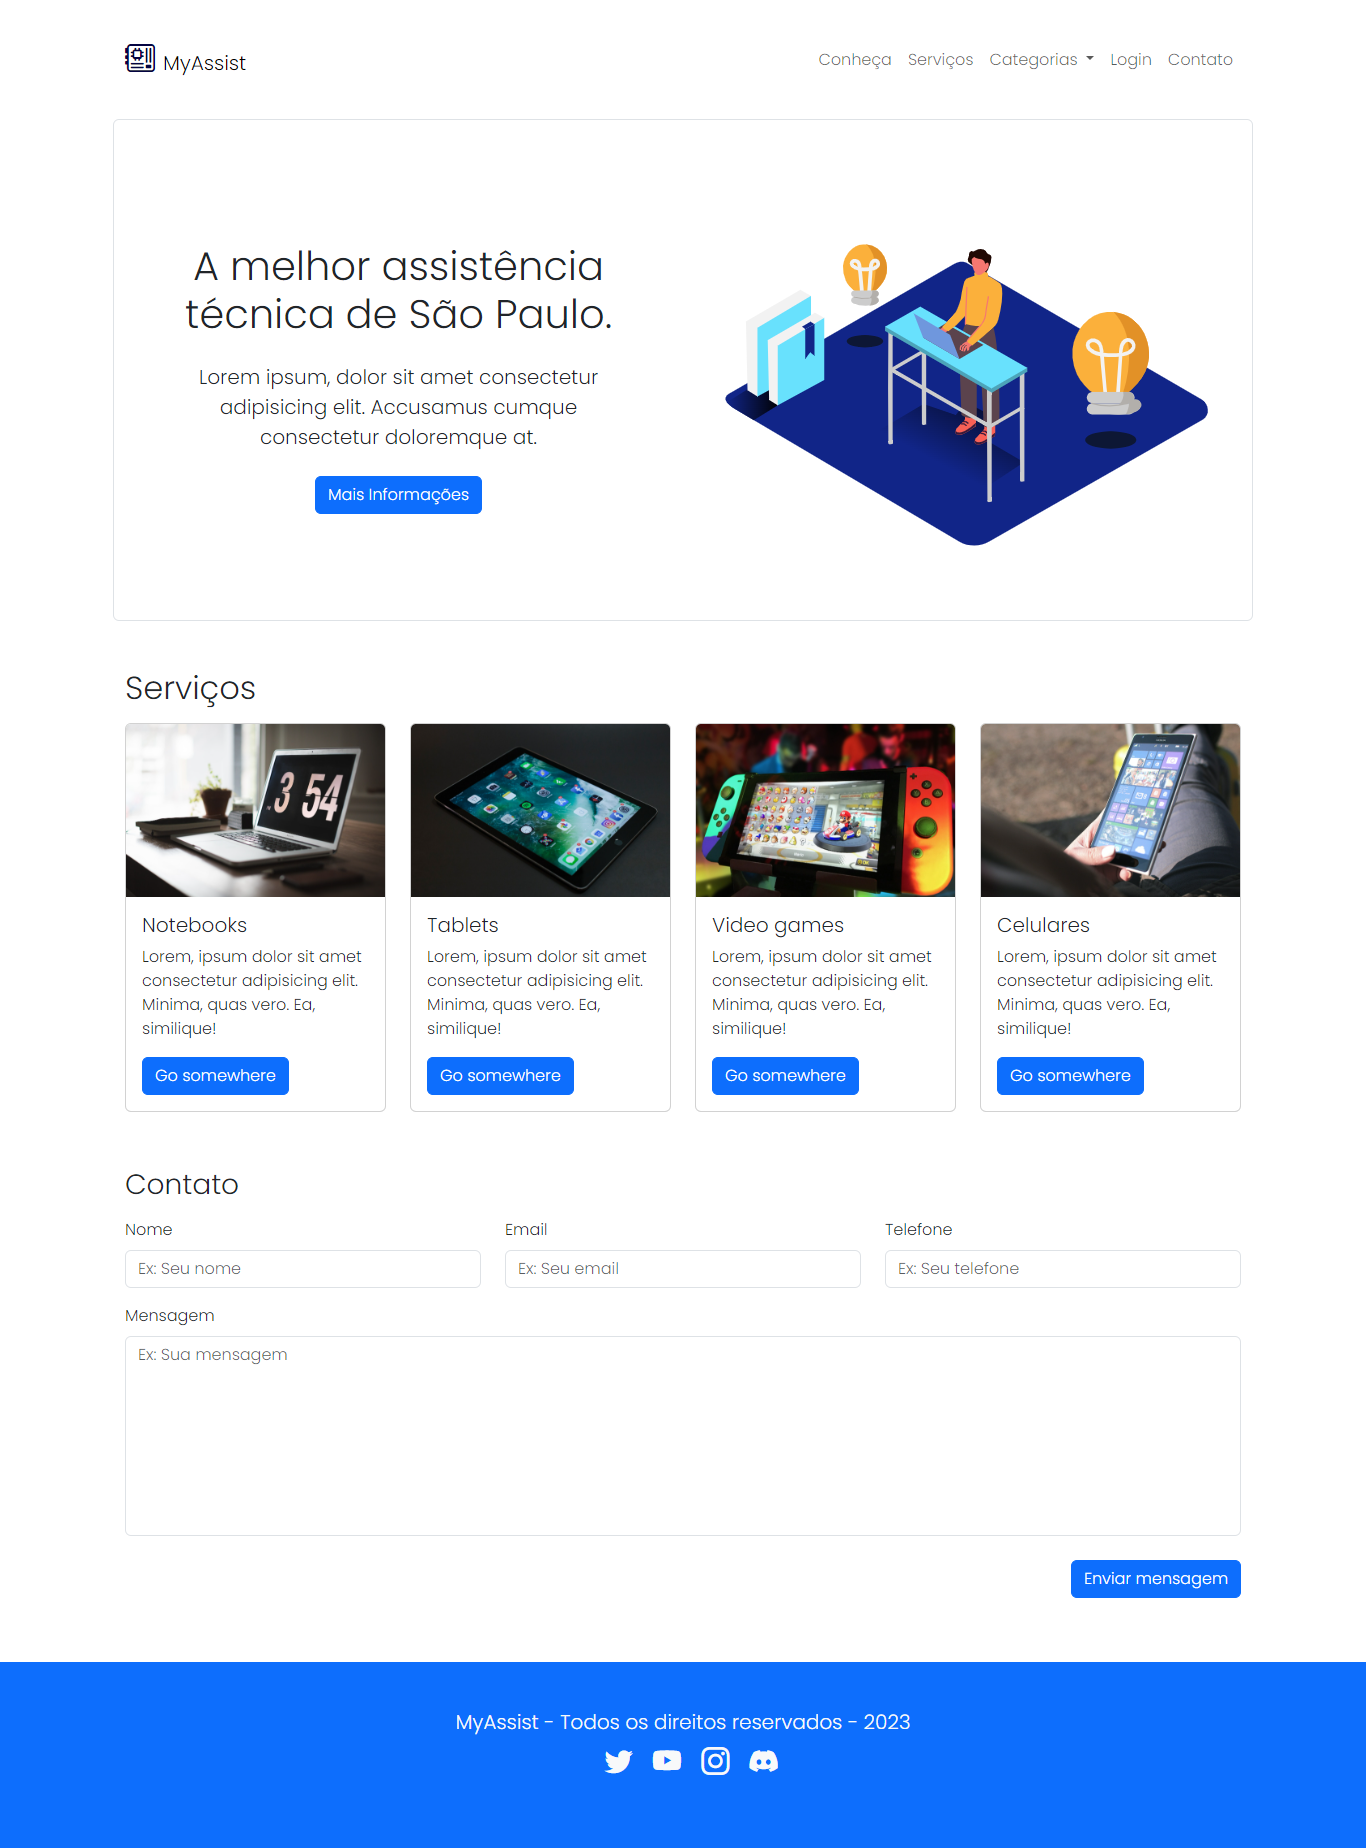 MyAssist
Conheça Serviços Categorias Login Contato
A melhor assistência
técnica de São Paulo.
Lorem ipsum, dolor sit amet consectetur
adipisicing elit. Accusamus cumque
consectetur doloremque at.
Mais Informações
Serviços
3 54
Notebooks
Lorem, ipsum dolor sit amet
consectetur adipisicing elit.
Minima, quas vero. Ea,
similique!
Go somewhere
Tablets
Lorem, ipsum dolor sit amet
consectetur adipisicing elit.
Minima, quas vero. Ea,
similique!
Go somewhere
Video games
Lorem, ipsum dolor sit amet
consectetur adipisicing elit.
Minima, quas vero. Ea,
similique!
Go somewhere
Celulares
Lorem, ipsum dolor sit amet
consectetur adipisicing elit.
Minima, quas vero. Ea,
similique!
Go somewhere
Contato
Nome
Ex: Seu nome
Email
Ex: Seu email
Telefone
Ex: Seu telefone
Mensagem
Ex: Sua mensagem
Enviar mensagem
MyAssist - Todos os direitos reservados - 2023